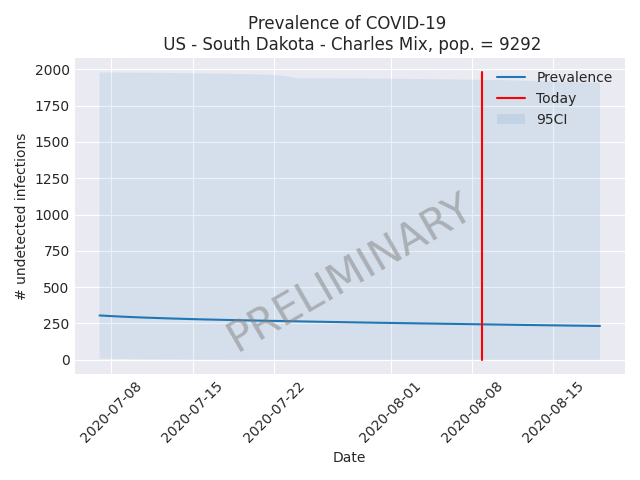 Prevalence of COVID-19
US - South Dakota - Charles Mix, pop. = 9292
Prevalence
Today
95CI
# undetected infections
2000
1750
1500
1250
1000
750
500
250
0
PRELIMINARY
2020-07-08
2020-07-15
2020-07-22
2020-08-01
2020-08-08
2020-08-15
Date